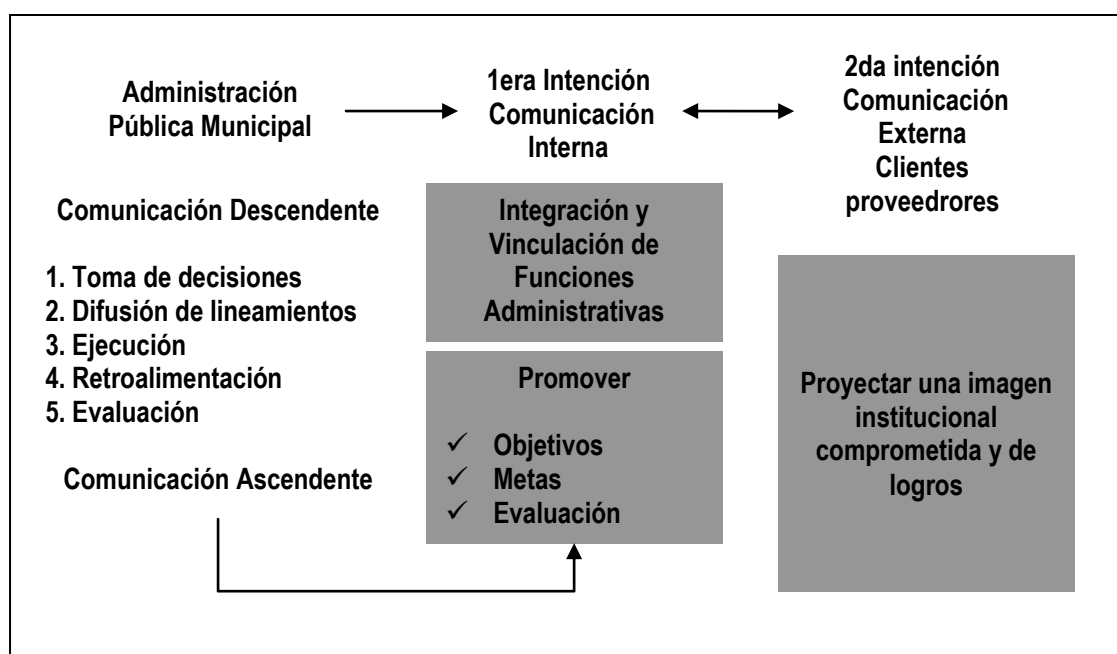 Administración
Pública Municipal
1era Intención
Comunicación
Interna
2da intención
Comunicación
Externa
Clientes
proveedrores
Comunicación Descendente
1. Toma de decisiones
2. Difusión de lineamientos
3. Ejecución
4. Retroalimentación
5. Evaluación
Comunicación Ascendente
Integración y
Vinculación de
Funciones
Administrativas
Promover
✓ Objetivos
✓ Metas
✓ Evaluación
Proyectar una imagen
institucional
comprometida y de
logros